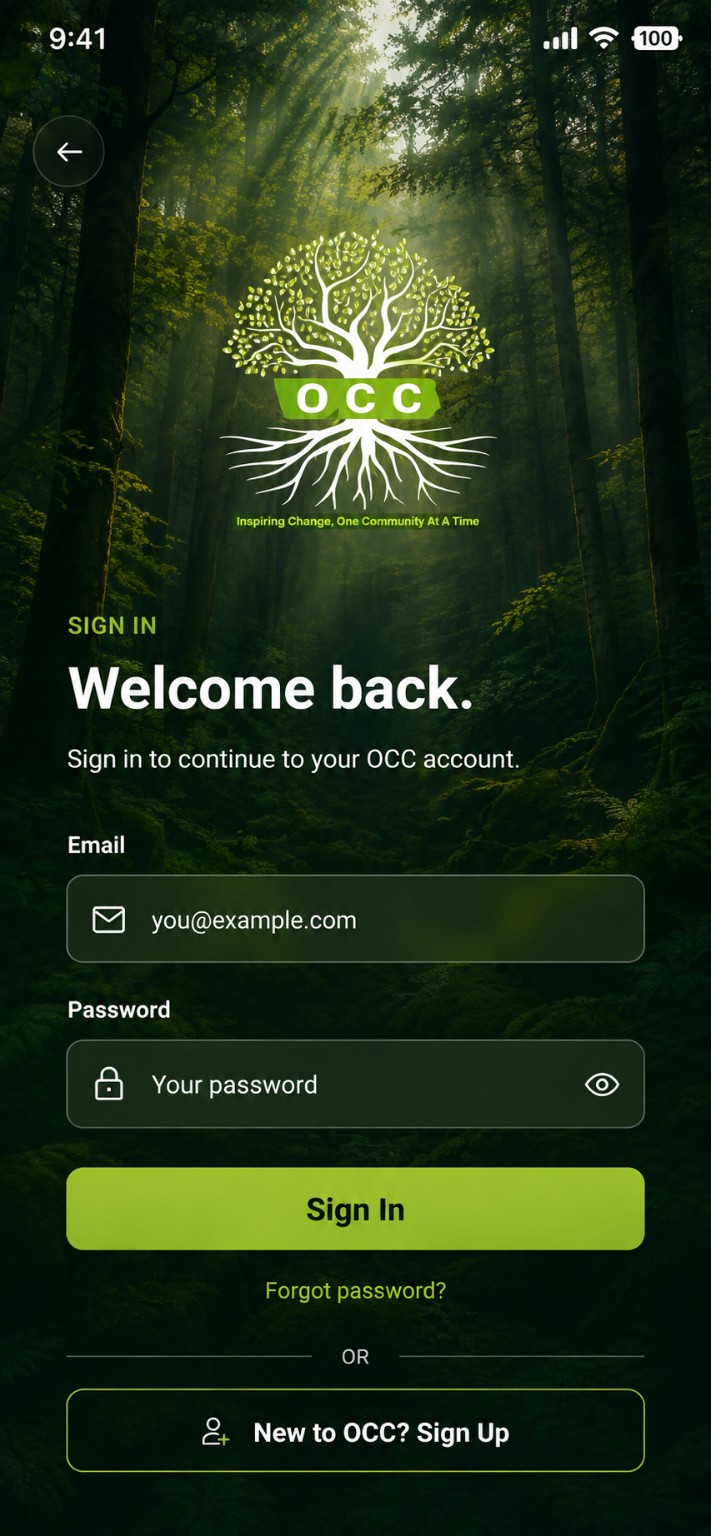 9:41
100
OCC
Inspiring Change, One Community At A Time
SIGN IN
Welcome back.
Sign in to continue to your OCC account.
Email
you@example.com
Password
Your password
Sign In
Forgot password?
OR
New to OCC? Sign Up